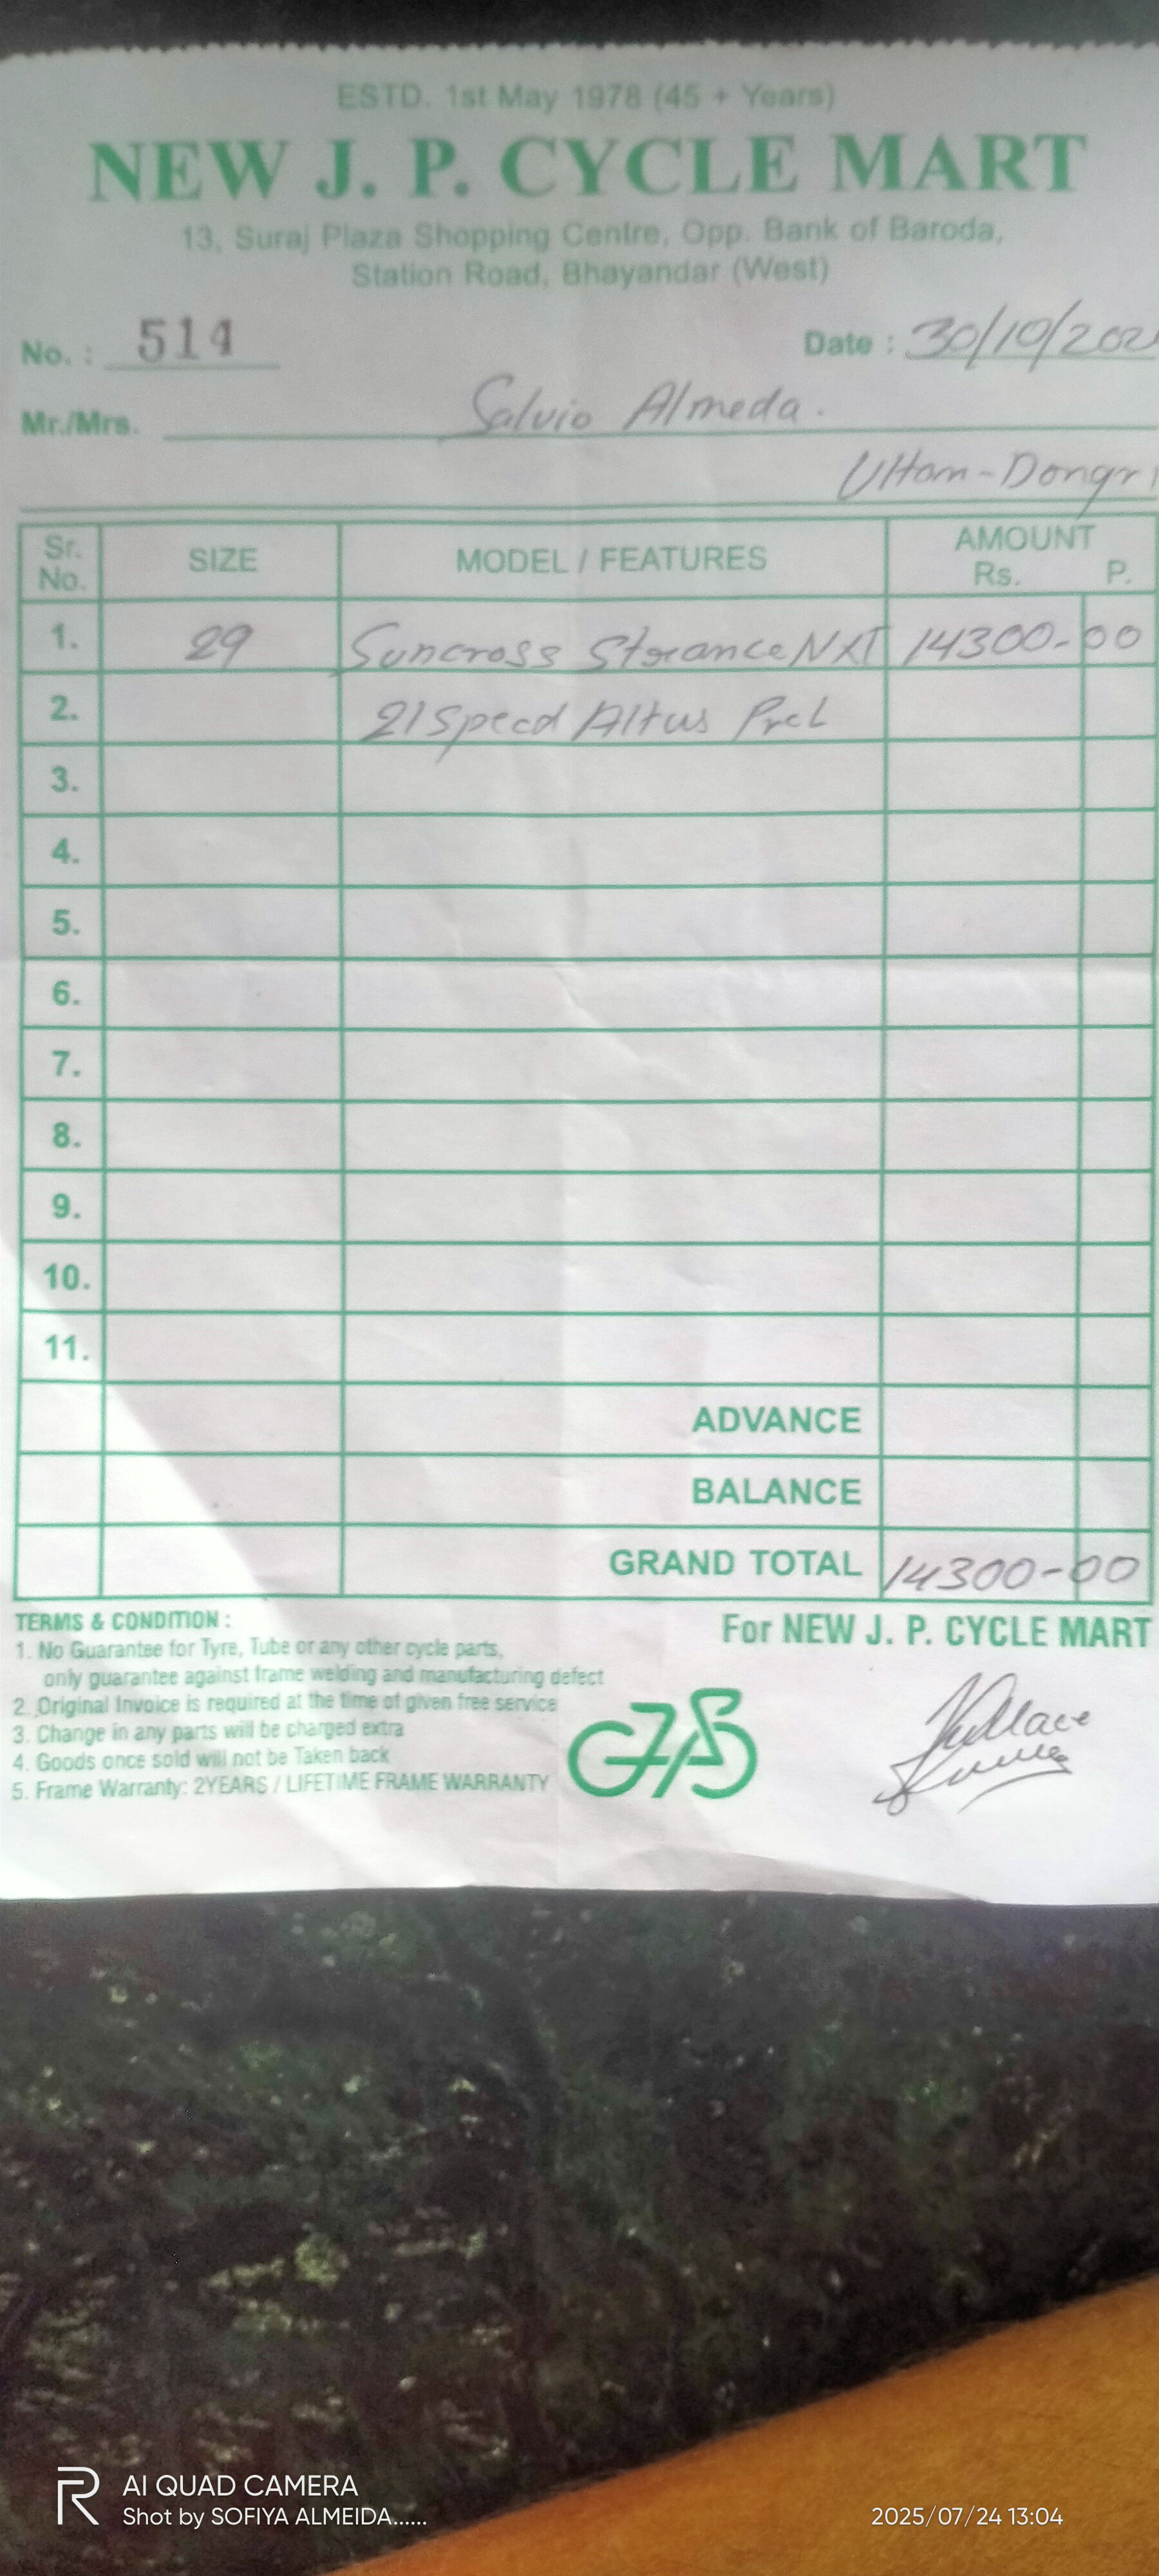 ESTD. 1st May 1978 (45 + Years)
NEW J. P. CYCLE MART
13, Suraj Plaza Shopping Centre, Opp. Bank of Baroda,
Station Road, Bhayandar (West)
No. : 514 Date : 30/10/202
Mr./Mrs. Salvio Almeda.
Uttan-Dongri
Sr. No. SIZE MODEL / FEATURES AMOUNT Rs. P.
1. 29 Suncross NXT 14300-00
2. 21 Speed Altus
3.
4.
5.
6.
7.
8.
9.
10.
11.
ADVANCE
BALANCE
GRAND TOTAL 14300-00
TERMS & CONDITION :
1. No Guarantee for Tyre, Tube or any other cycle parts,
only guarantee against frame welding and manufacturing defect
2. Original Invoice is required at the time of given free service
3. Change in any parts will be charged extra
4. Goods once sold will not be Taken back
5. Frame Warranty: 2YEARS / LIFETIME FRAME WARRANTY
For NEW J. P. CYCLE MART
AI QUAD CAMERA
Shot by SOFIYA ALMEIDA......
2025/07/24 13:04